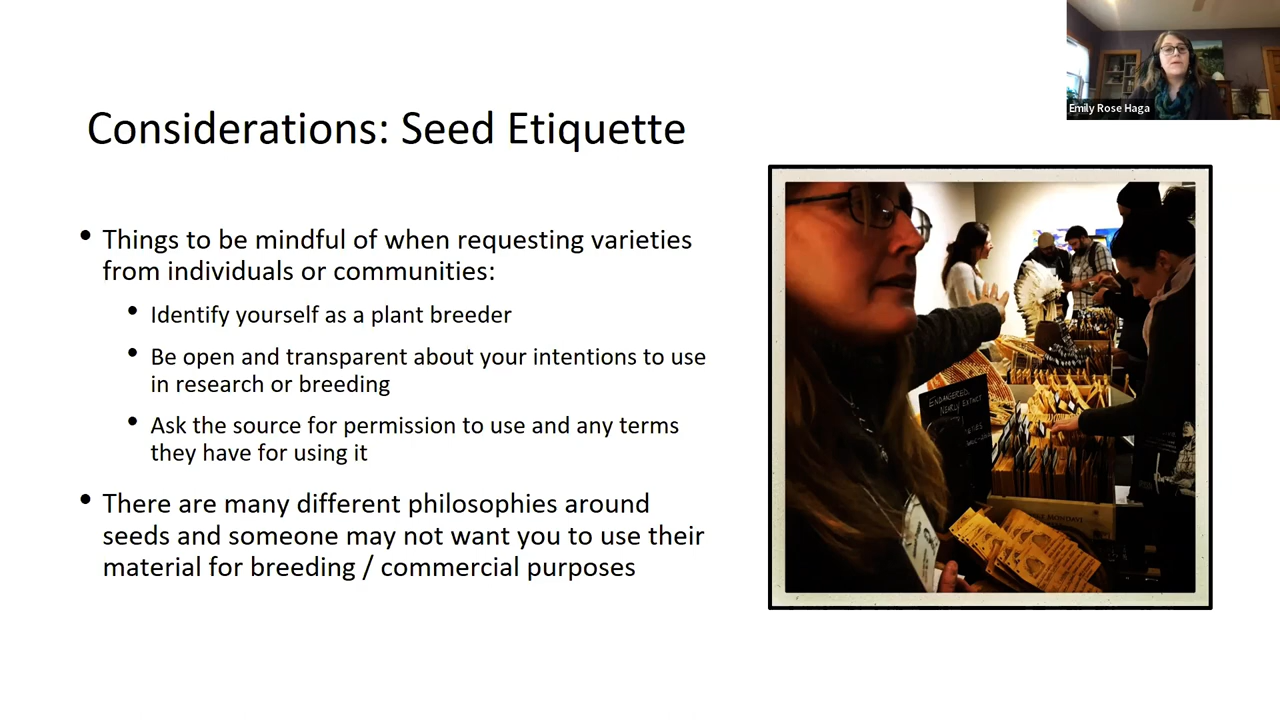 Emily Rose Haga
Considerations: Seed Etiquette
• Things to be mindful of when requesting varieties
from individuals or communities:
• Identify yourself as a plant breeder
• Be open and transparent about your intentions to use
in research or breeding
• Ask the source for permission to use and any terms
they have for using it
• There are many different philosophies around
seeds and someone may not want you to use their
material for breeding / commercial purposes
ENDANGERED,
NEARLY EXTINCT